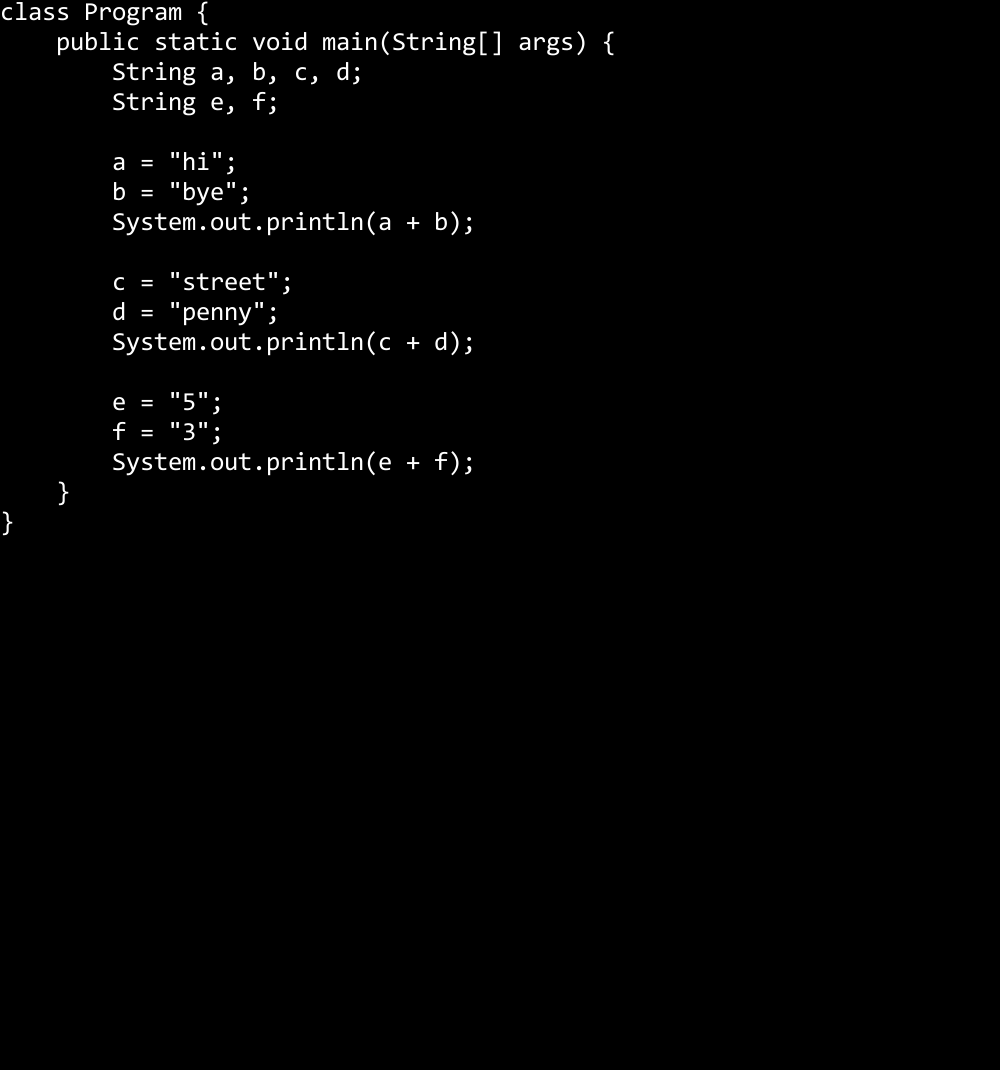 class Program {
    public static void main(String[] args) {
        String a, b, c, d;
        String e, f;

        a = "hi";
        b = "bye";
        System.out.println(a + b);

        c = "street";
        d = "penny";
        System.out.println(c + d);

        e = "5";
        f = "3";
        System.out.println(e + f);
    }
}